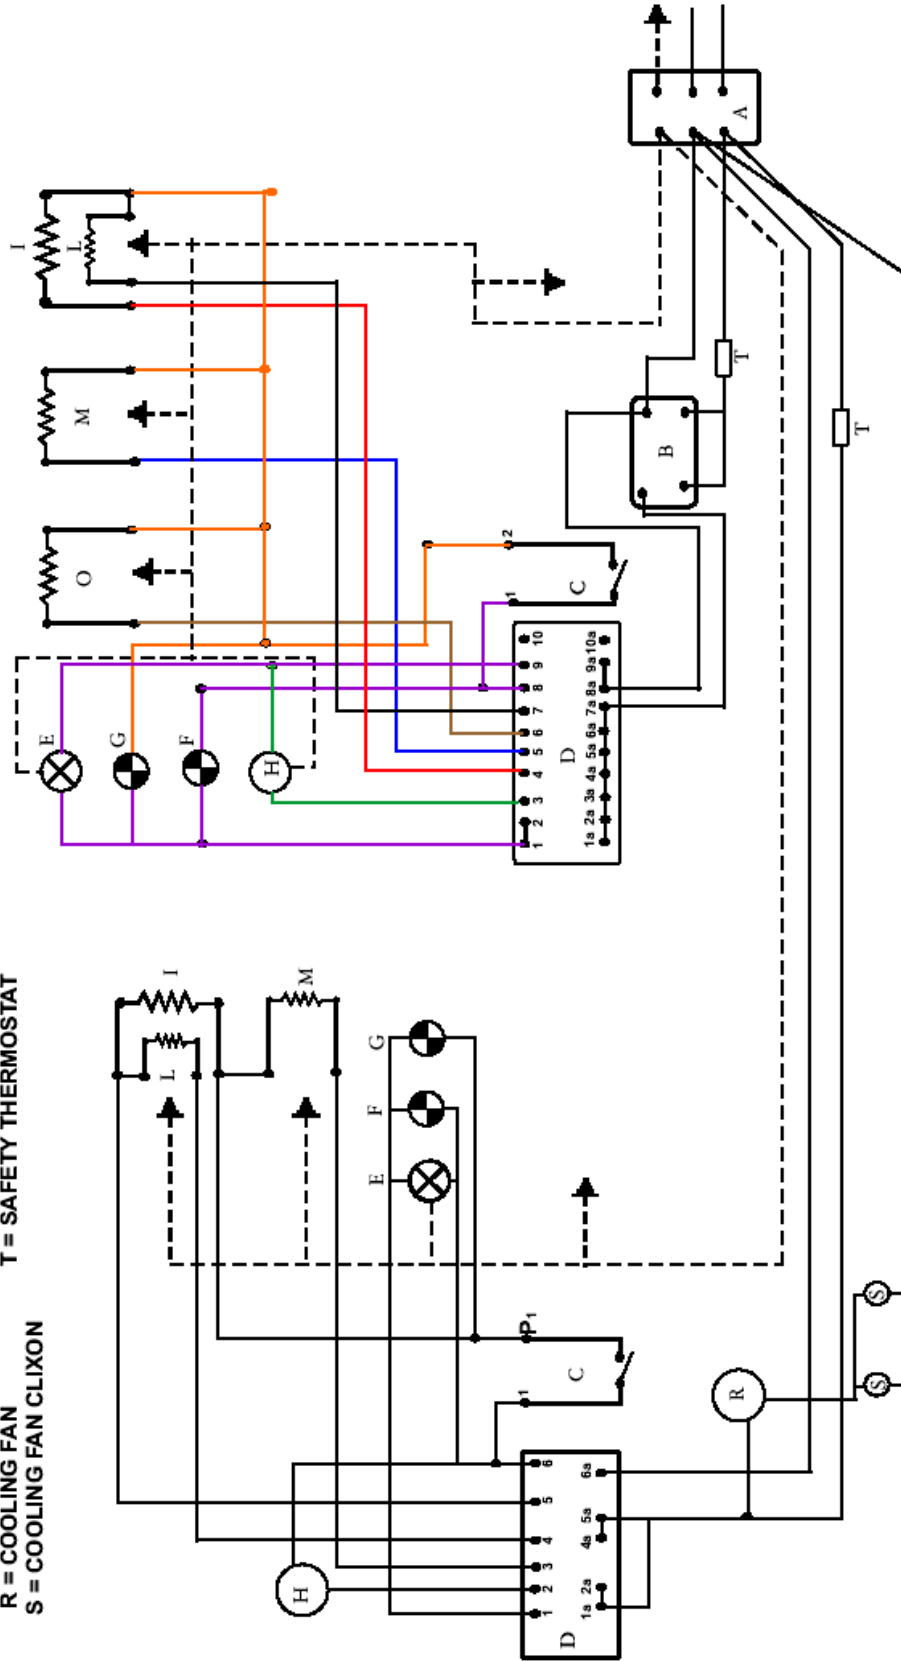 R = COOLING FAN T = SAFETY THERMOSTAT
S = COOLING FAN CLIXON
I
L
M
O
E
G
F
H
I
L
M
G
F
E
H
1 2 3 4 5 6
D
1a 2a 4a 5a 6a
1 P1
C
R
S S
1 2 3 4 5 6 7 8 9 10
D
1a 2a 3a 4a 5a 6a 7a 8a 9a 10a
1 2
C
B
T
T
A